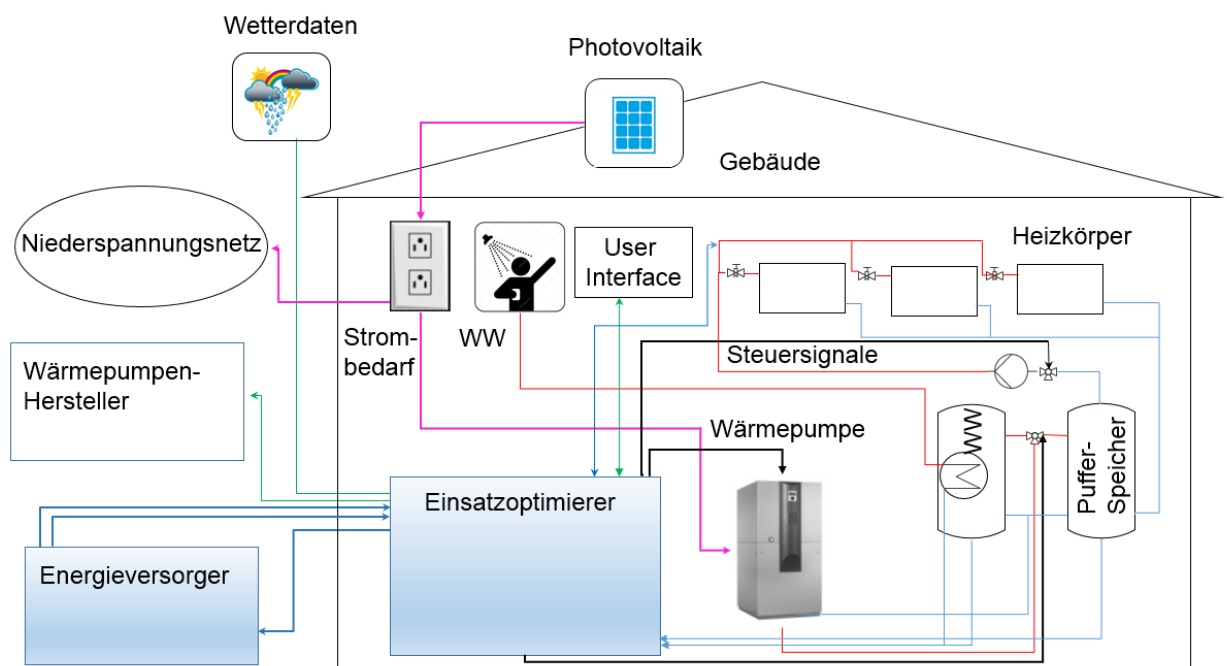 Wetterdaten
Photovoltaik
Gebäude
Niederspannungsnetz
User
Interface
Heizkörper
Strom-
bedarf
WW
Steuersignale
Wärmepumpen-
Hersteller
Wärmepumpe
WW
Puffer-
Speicher
Einsatzoptimierer
Energieversorger